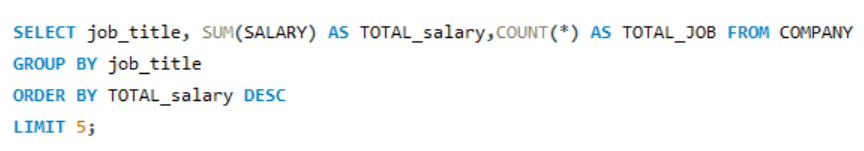 SELECT job_title, SUM(SALARY) AS TOTAL_salary,COUNT(*) AS TOTAL_JOB FROM COMPANY
GROUP BY job_title
ORDER BY TOTAL_salary DESC
LIMIT 5;